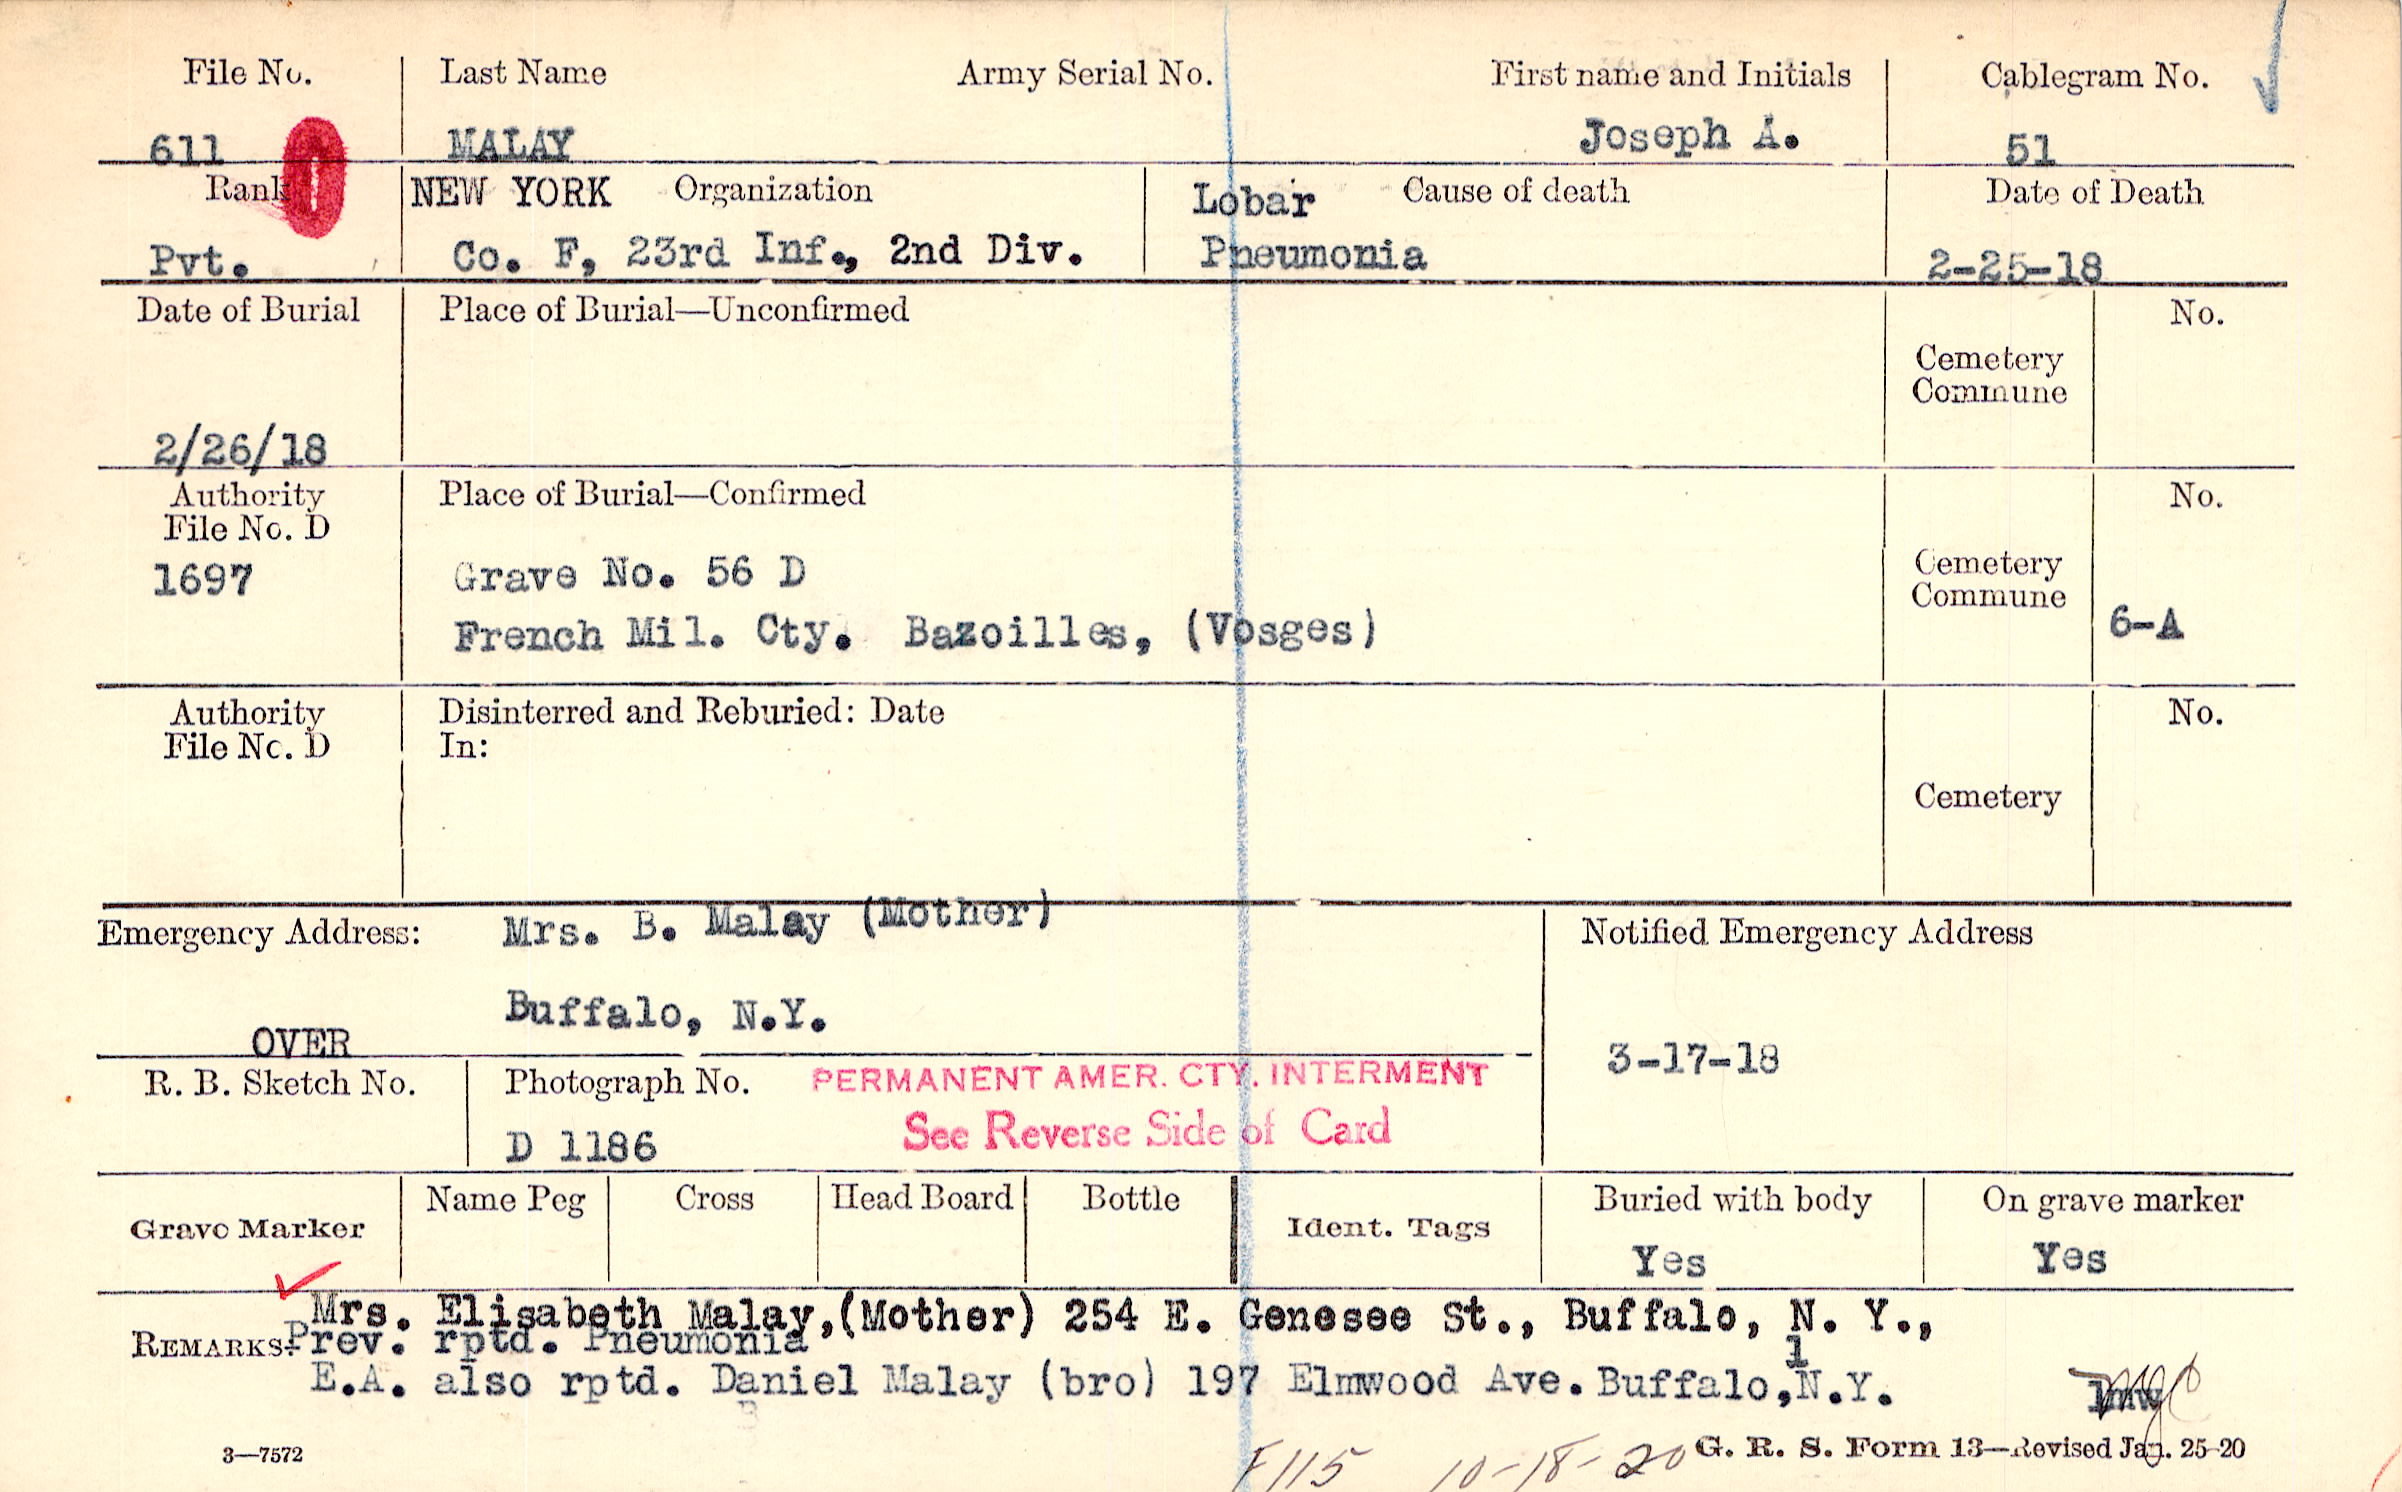 File No. Last Name Army Serial No. First name and Initials Cablegram No.
611 MALAY Joseph A. 51
Rank NEW YORK Organization Lobar Cause of death Date of Death
Pvt. Co. F, 23rd Inf., 2nd Div. Pneumonia 2-25-18
Date of Burial Place of Burial—Unconfirmed No.
Cemetery
Commune
2/26/18
Authority Place of Burial—Confirmed No.
File No. D
1697 Grave No. 56 D Cemetery
Commune
French Mil. Cty. Bazoilles, (Vosges) 6-A
Authority Disinterred and Reburied: Date No.
File No. D In:
Cemetery
Emergency Address: Mrs. B. Malay (Mother) Notified Emergency Address
Buffalo, N.Y.
OVER 3-17-18
R. B. Sketch No. Photograph No. PERMANENT AMER. CTY. INTERMENT
D 1186 See Reverse Side of Card
Grave Marker Name Peg Cross Head Board Bottle Ident. Tags Buried with body On grave marker
Yes Yes
Mrs. Elisabeth Malay,(Mother) 254 E. Genesee St., Buffalo, N. Y.,
REMARKS: Prev. rptd. Pneumonia 1
E.A. also rptd. Daniel Malay (bro) 197 Elmwood Ave. Buffalo,N.Y. lmw
3—7572 F115 10-18-20 G. R. S. Form 13—Revised Jan. 25-20